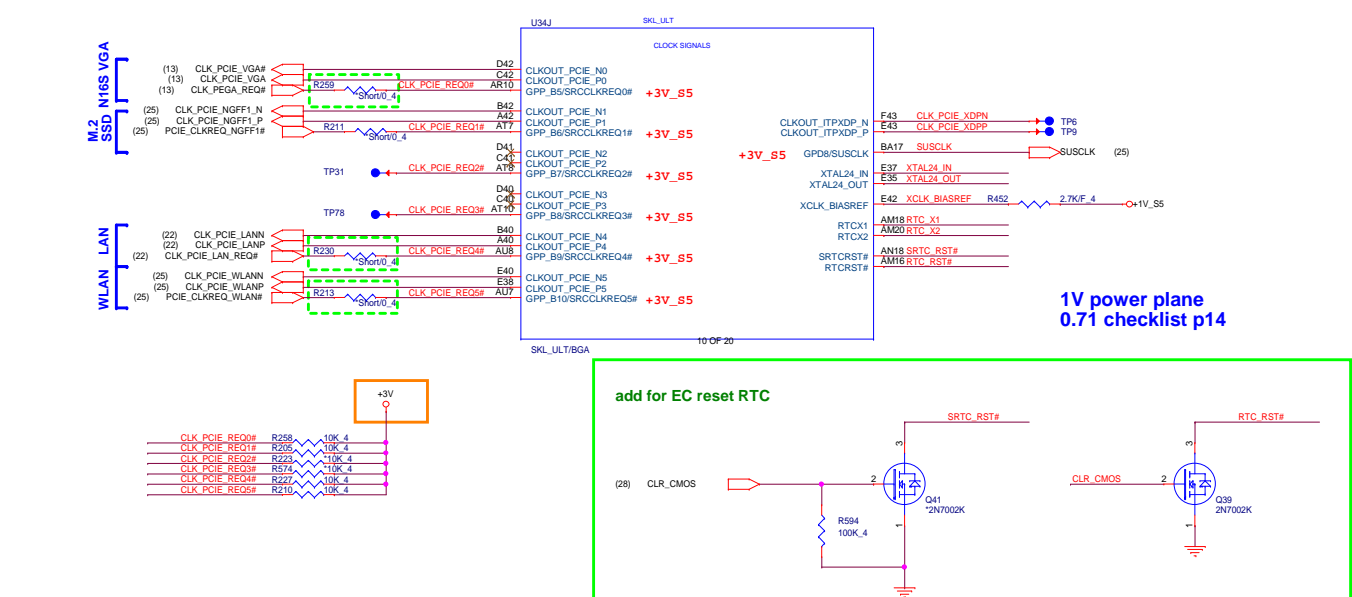 U34J
SKL_ULT
CLOCK SIGNALS
N16S VGA
(13) CLK_PCIE_VGA# D42 CLKOUT_PCIE_N0
(13) CLK_PCIE_VGA C42 CLKOUT_PCIE_P0
(13) CLK_PEGA_REQ# R259 *Short/0_4 CLK_PCIE_REQ0# AR10 GPP_B5/SRCCLKREQ0# +3V_S5
M.2 SSD
(25) CLK_PCIE_NGFF1_N B42 CLKOUT_PCIE_N1
(25) CLK_PCIE_NGFF1_P A42 CLKOUT_PCIE_P1
(25) PCIE_CLKREQ_NGFF1# R211 *Short/0_4 CLK_PCIE_REQ1# AT7 GPP_B6/SRCCLKREQ1# +3V_S5
D41 CLKOUT_PCIE_N2
C41 CLKOUT_PCIE_P2
TP31 CLK_PCIE_REQ2# AT8 GPP_B7/SRCCLKREQ2# +3V_S5
D40 CLKOUT_PCIE_N3
C40 CLKOUT_PCIE_P3
TP78 CLK_PCIE_REQ3# AT10 GPP_B8/SRCCLKREQ3# +3V_S5
LAN
(22) CLK_PCIE_LANN B40 CLKOUT_PCIE_N4
(22) CLK_PCIE_LANP A40 CLKOUT_PCIE_P4
(22) CLK_PCIE_LAN_REQ# R230 *Short/0_4 CLK_PCIE_REQ4# AU8 GPP_B9/SRCCLKREQ4# +3V_S5
WLAN
(25) CLK_PCIE_WLANN E40 CLKOUT_PCIE_N5
(25) CLK_PCIE_WLANP E38 CLKOUT_PCIE_P5
(25) PCIE_CLKREQ_WLAN# R213 *Short/0_4 CLK_PCIE_REQ5# AU7 GPP_B10/SRCCLKREQ5# +3V_S5
CLKOUT_ITPXDP_N F43 CLK_PCIE_XDPN TP6
CLKOUT_ITPXDP_P E43 CLK_PCIE_XDPP TP9
+3V_S5 GPD8/SUSCLK BA17 SUSCLK SUSCLK (25)
XTAL24_IN E37 XTAL24_IN
XTAL24_OUT E35 XTAL24_OUT
XCLK_BIASREF E42 XCLK_BIASREF R452 2.7K/F_4 +1V_S5
RTCX1 AM18 RTC_X1
RTCX2 AM20 RTC_X2
SRTCRST# AN18 SRTC_RST#
RTCRST# AM16 RTC_RST#
1V power plane
0.71 checklist p14
10 OF 20
SKL_ULT/BGA
+3V
CLK_PCIE_REQ0# R258 10K_4
CLK_PCIE_REQ1# R205 10K_4
CLK_PCIE_REQ2# R223 *10K_4
CLK_PCIE_REQ3# R574 *10K_4
CLK_PCIE_REQ4# R227 10K_4
CLK_PCIE_REQ5# R210 10K_4
add for EC reset RTC
SRTC_RST#
3
(28) CLR_CMOS 2
Q41
*2N7002K
1
R594
100K_4
RTC_RST#
3
CLR_CMOS 2
Q39
2N7002K
1